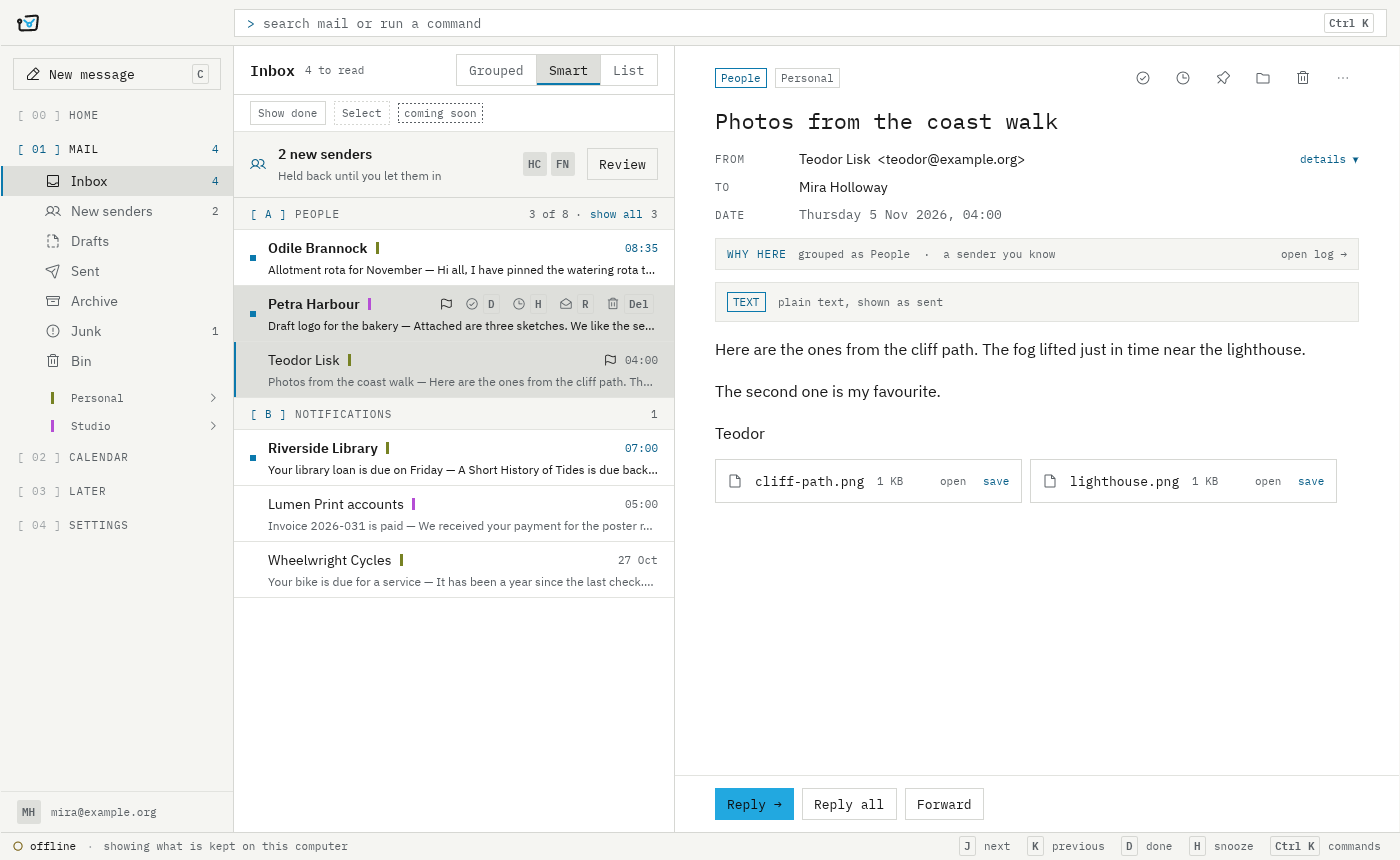 > search mail or run a command Ctrl K
New message C
[ 00 ] HOME
[ 01 ] MAIL 4
Inbox 4
New senders 2
Drafts
Sent
Archive
Junk 1
Bin
Personal
Studio
[ 02 ] CALENDAR
[ 03 ] LATER
[ 04 ] SETTINGS
MH mira@example.org
Inbox 4 to read Grouped Smart List
Show done Select coming soon
2 new senders
Held back until you let them in
HC FN Review
[ A ] PEOPLE 3 of 8 · show all 3
Odile Brannock 08:35
Allotment rota for November — Hi all, I have pinned the watering rota t…
Petra Harbour D H R Del
Draft logo for the bakery — Attached are three sketches. We like the se…
Teodor Lisk 04:00
Photos from the coast walk — Here are the ones from the cliff path. Th…
[ B ] NOTIFICATIONS 1
Riverside Library 07:00
Your library loan is due on Friday — A Short History of Tides is due back…
Lumen Print accounts 05:00
Invoice 2026-031 is paid — We received your payment for the poster r…
Wheelwright Cycles 27 Oct
Your bike is due for a service — It has been a year since the last check.…
People Personal
Photos from the coast walk
FROM Teodor Lisk <teodor@example.org> details ▾
TO Mira Holloway
DATE Thursday 5 Nov 2026, 04:00
WHY HERE grouped as People · a sender you know open log →
TEXT plain text, shown as sent
Here are the ones from the cliff path. The fog lifted just in time near the lighthouse.
The second one is my favourite.
Teodor
cliff-path.png 1 KB open save
lighthouse.png 1 KB open save
Reply → Reply all Forward
offline · showing what is kept on this computer
J next K previous D done H snooze Ctrl K commands